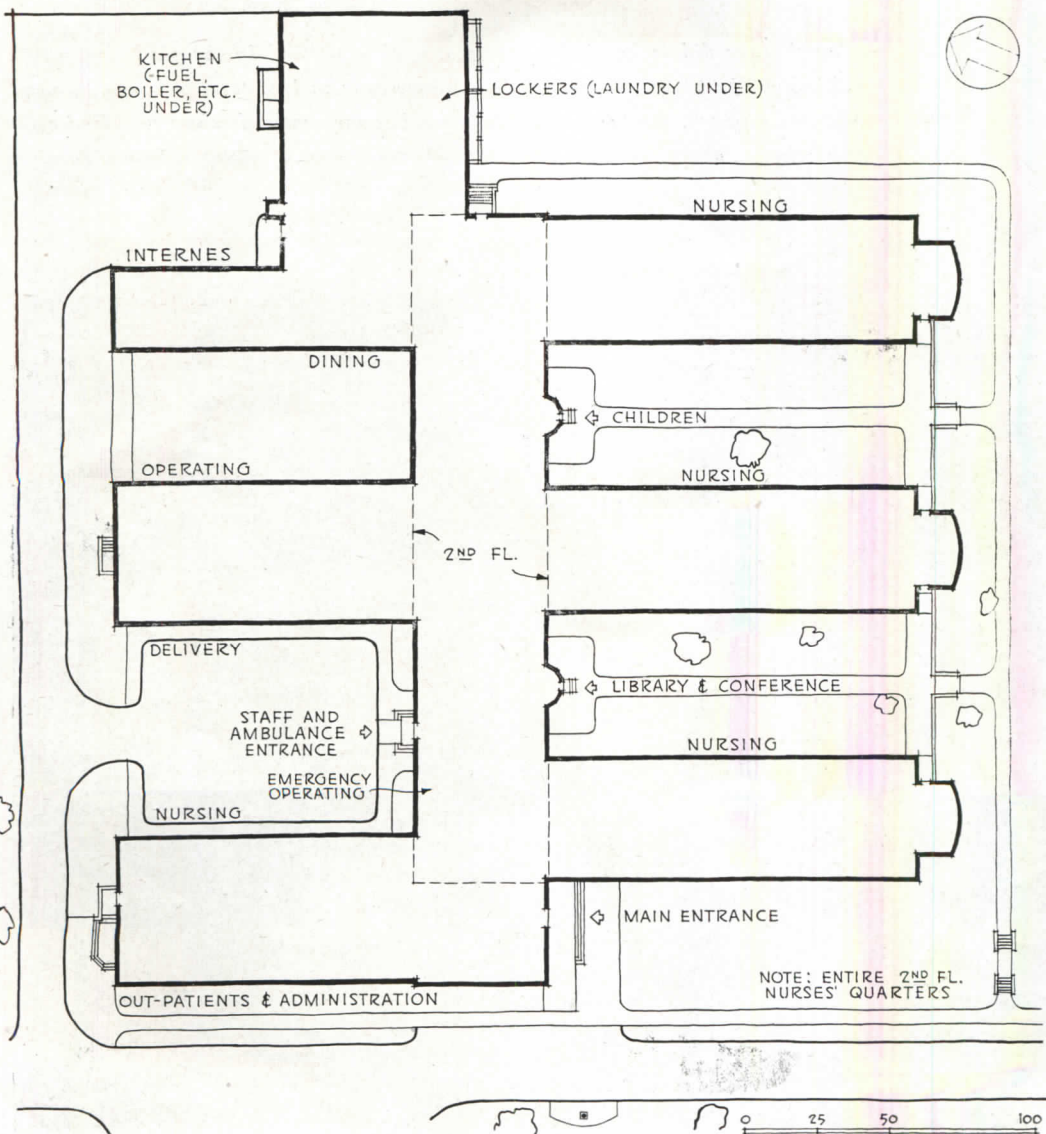 KITCHEN
(FUEL,
BOILER, ETC.
UNDER)
LOCKERS (LAUNDRY UNDER)
NURSING
INTERNES
DINING
CHILDREN
OPERATING
NURSING
2ND FL.
DELIVERY
LIBRARY & CONFERENCE
STAFF AND
AMBULANCE
ENTRANCE
NURSING
EMERGENCY
OPERATING
NURSING
MAIN ENTRANCE
NOTE: ENTIRE 2ND FL.
NURSES' QUARTERS
OUT-PATIENTS & ADMINISTRATION
0 25 50 100